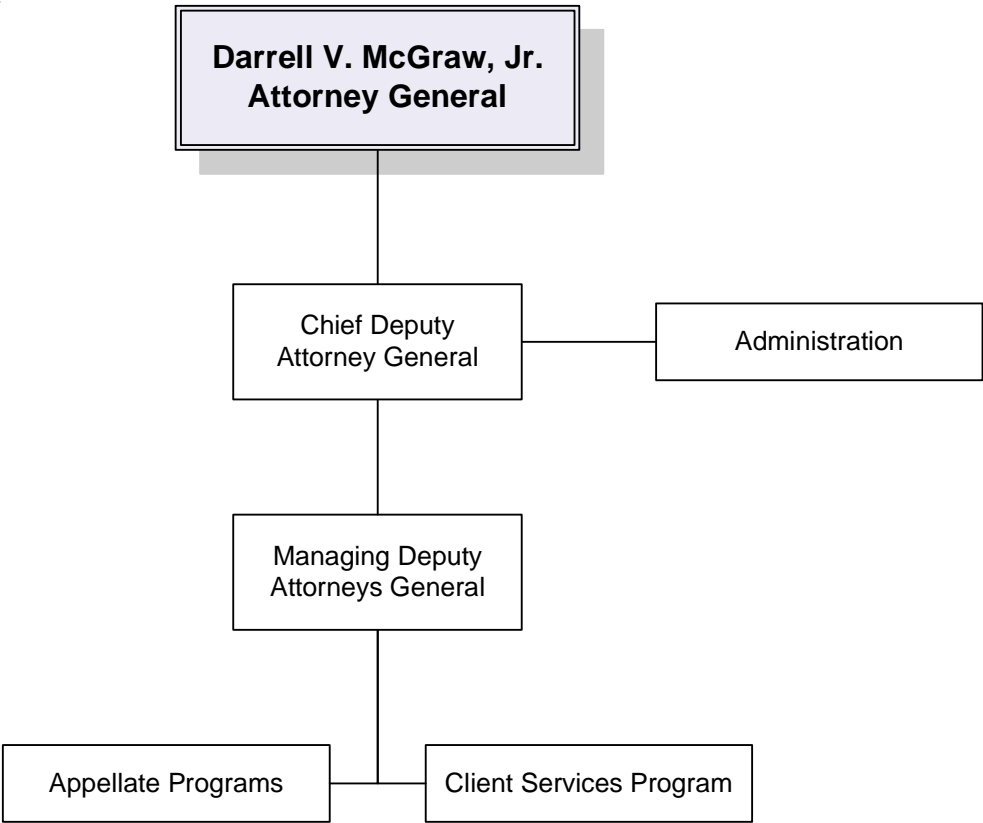 Darrell V. McGraw, Jr.
Attorney General
Chief Deputy
Attorney General
Administration
Managing Deputy
Attorneys General
Appellate Programs
Client Services Program